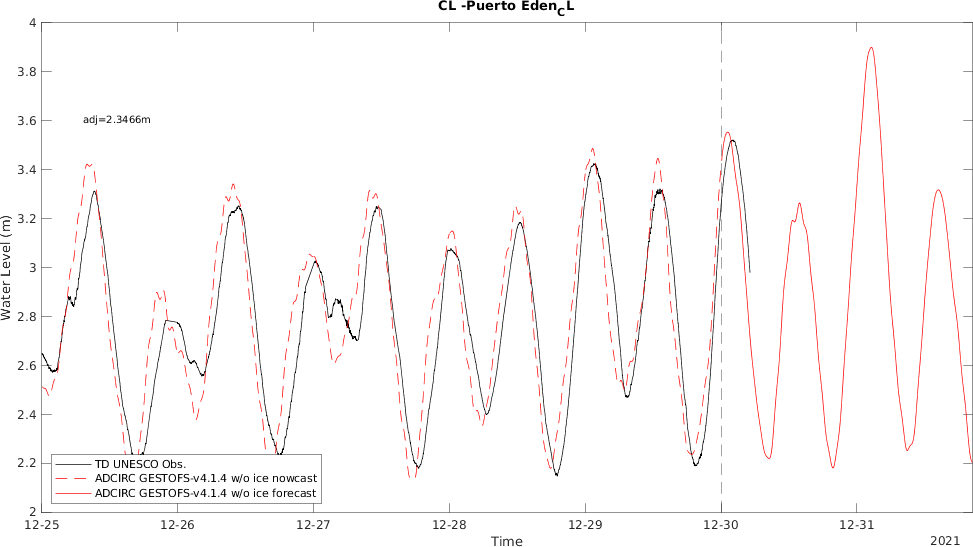 CL -Puerto Eden_CL
4
3.8
3.6
3.4
3.2
3
2.8
2.6
2.4
2.2
2
Water Level (m)
adj=2.3466m
TD UNESCO Obs.
ADCIRC GESTOFS-v4.1.4 w/o ice nowcast
ADCIRC GESTOFS-v4.1.4 w/o ice forecast
12-25 12-26 12-27 12-28 12-29 12-30 12-31
Time
2021